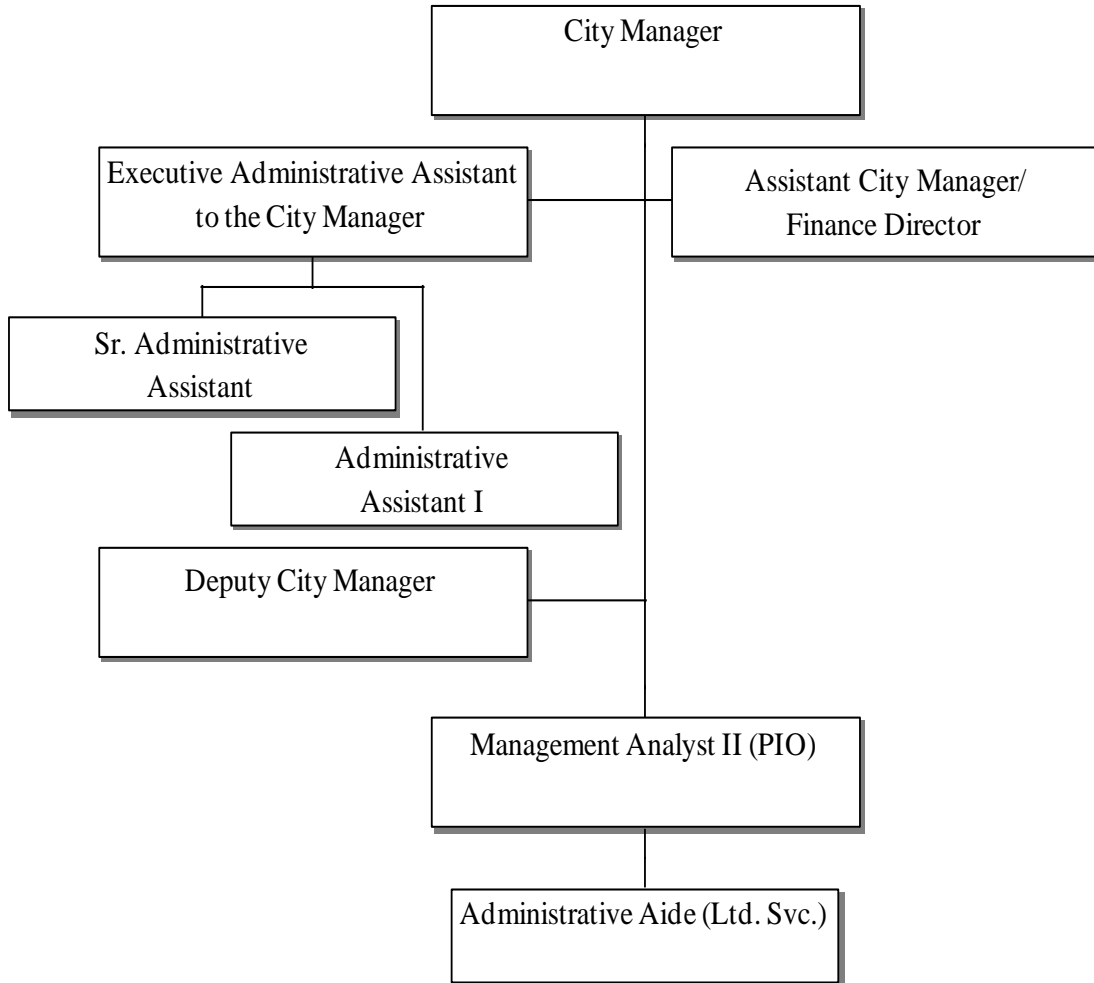 City Manager
Executive Administrative Assistant
to the City Manager
Assistant City Manager/
Finance Director
Sr. Administrative
Assistant
Administrative
Assistant I
Deputy City Manager
Management Analyst II (PIO)
Administrative Aide (Ltd. Svc.)